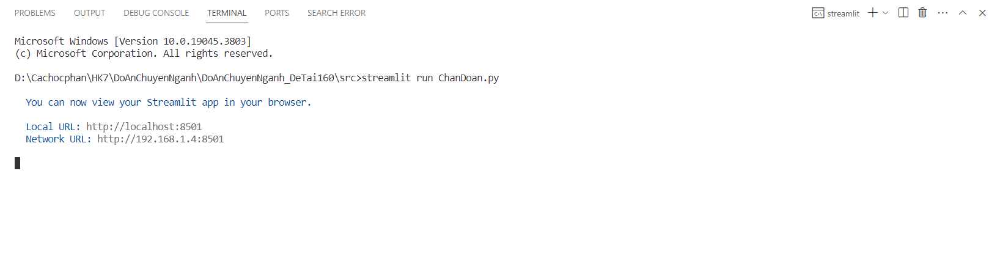 PROBLEMS OUTPUT DEBUG CONSOLE TERMINAL PORTS SEARCH ERROR streamlit
Microsoft Windows [Version 10.0.19045.3803]
(c) Microsoft Corporation. All rights reserved.
D:\Cachocphan\HK7\DoAnChuyenNganh\DoAnChuyenNganh_DeTai160\src>streamlit run ChanDoan.py
You can now view your Streamlit app in your browser.
Local URL: http://localhost:8501
Network URL: http://192.168.1.4:8501